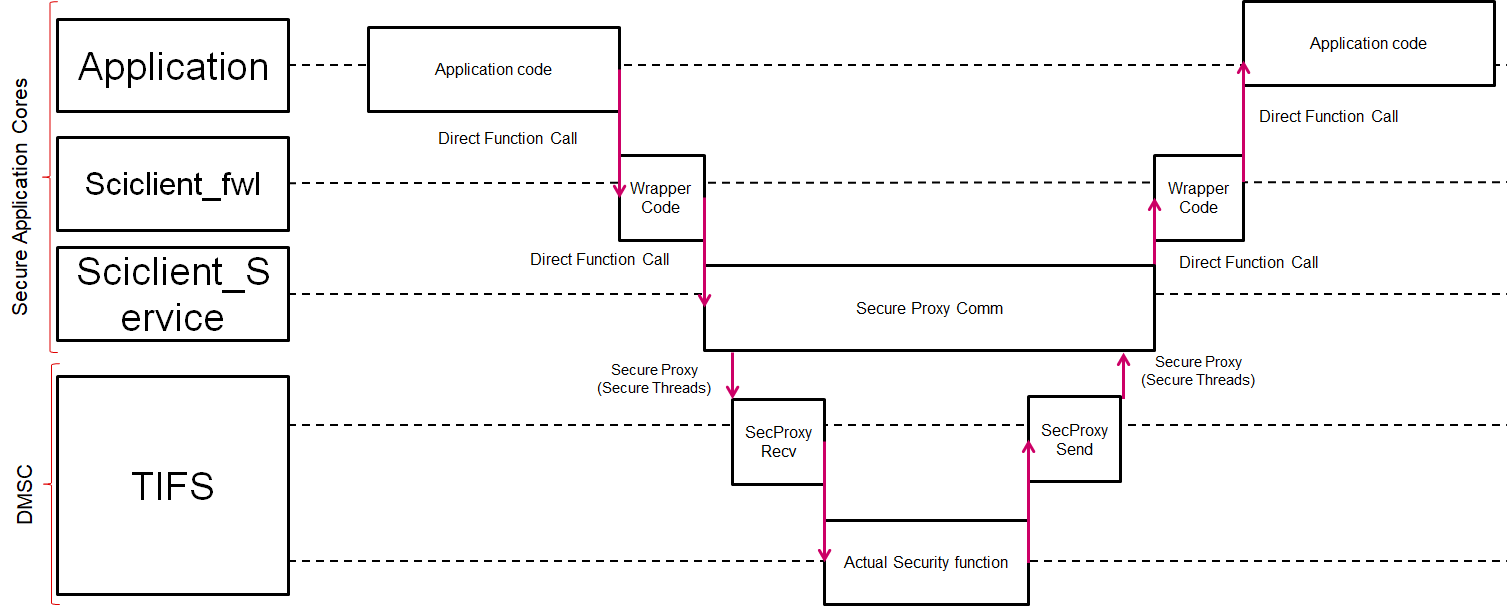 Secure Application Cores
Application
Application code
Application code
Direct Function Call
Direct Function Call
Sciclient_fwl
Wrapper
Code
Wrapper
Code
Direct Function Call
Direct Function Call
Sciclient_S
ervice
Secure Proxy Comm
Secure Proxy
(Secure Threads)
Secure Proxy
(Secure Threads)
DMSC
TIFS
SecProxy
Recv
SecProxy
Send
Actual Security function